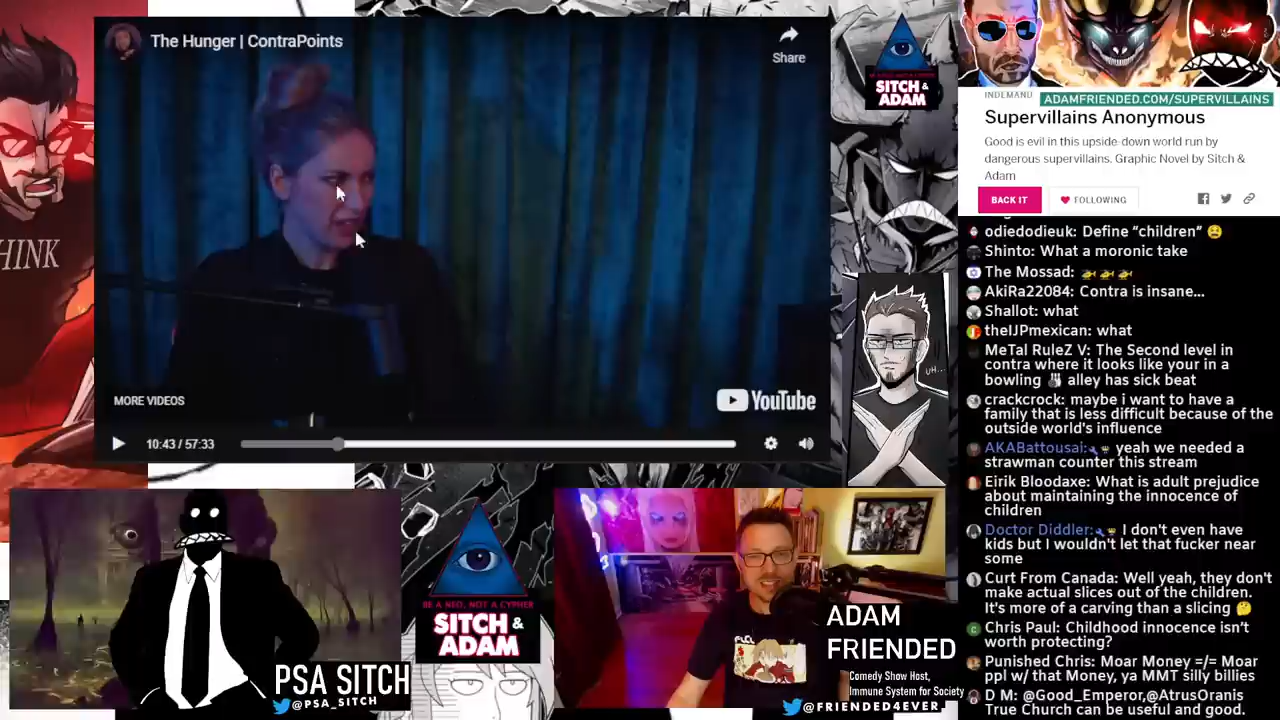 The Hunger | ContraPoints
Share
MORE VIDEOS
YouTube
10:43 / 57:33
HINK
SITCH &
ADAM
UH...
INDEMAND
ADAMFRIENDED.COM/SUPERVILLAINS
Supervillains Anonymous
Good is evil in this upside-down world run by
dangerous supervillains. Graphic Novel by Sitch &
Adam
BACK IT
FOLLOWING
odiedodieuk: Define “children”
Shinto: What a moronic take
The Mossad:
AkiRa22084: Contra is insane...
Shallot: what
theIJPmexican: what
MeTal RuleZ V: The Second level in
contra where it looks like your in a
bowling alley has sick beat
crackcrock: maybe i want to have a
family that is less difficult because of the
outside world's influence
AKABattousai: yeah we needed a
strawman counter this stream
Eirik Bloodaxe: What is adult prejudice
about maintaining the innocence of
children
Doctor Diddler: I don't even have
kids but I wouldn't let that fucker near
some
Curt From Canada: Well yeah, they don't
make actual slices out of the children.
It's more of a carving than a slicing
Chris Paul: Childhood innocence isn't
worth protecting?
Punished Chris: Moar Money =/= Moar
ppl w/ that Money, ya MMT silly billies
D M: @Good_Emanon @AtrusOranis
True Church can be useful and good.
PSA SITCH
@PSA_SITCH
BE A NEO, NOT A CYPHER
SITCH &
ADAM
ADAM
FRIENDED
Comedy Show Host,
Immune System for Society
@FRIENDED4EVER